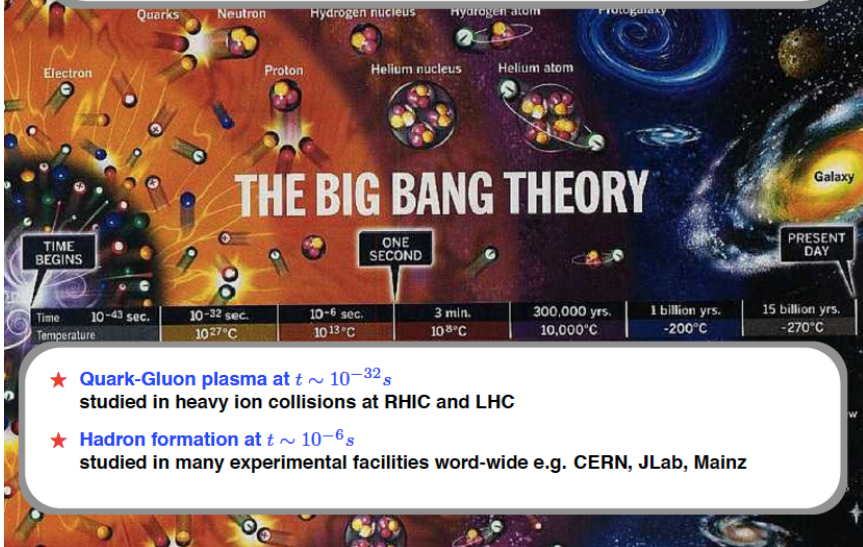 Quarks Neutron Hydrogen nucleus Hydrogen atom Protogalaxy
Electron Proton Helium nucleus Helium atom
Galaxy
THE BIG BANG THEORY
TIME BEGINS
ONE SECOND
PRESENT DAY
Time 10⁻⁴³ sec. 10⁻³² sec. 10⁻⁶ sec. 3 min. 300,000 yrs. 1 billion yrs. 15 billion yrs.
Temperature 10²⁷°C 10¹³°C 10⁸°C 10,000°C -200°C -270°C
★ Quark-Gluon plasma at t ∼ 10⁻³²s
studied in heavy ion collisions at RHIC and LHC
★ Hadron formation at t ∼ 10⁻⁶s
studied in many experimental facilities word-wide e.g. CERN, JLab, Mainz